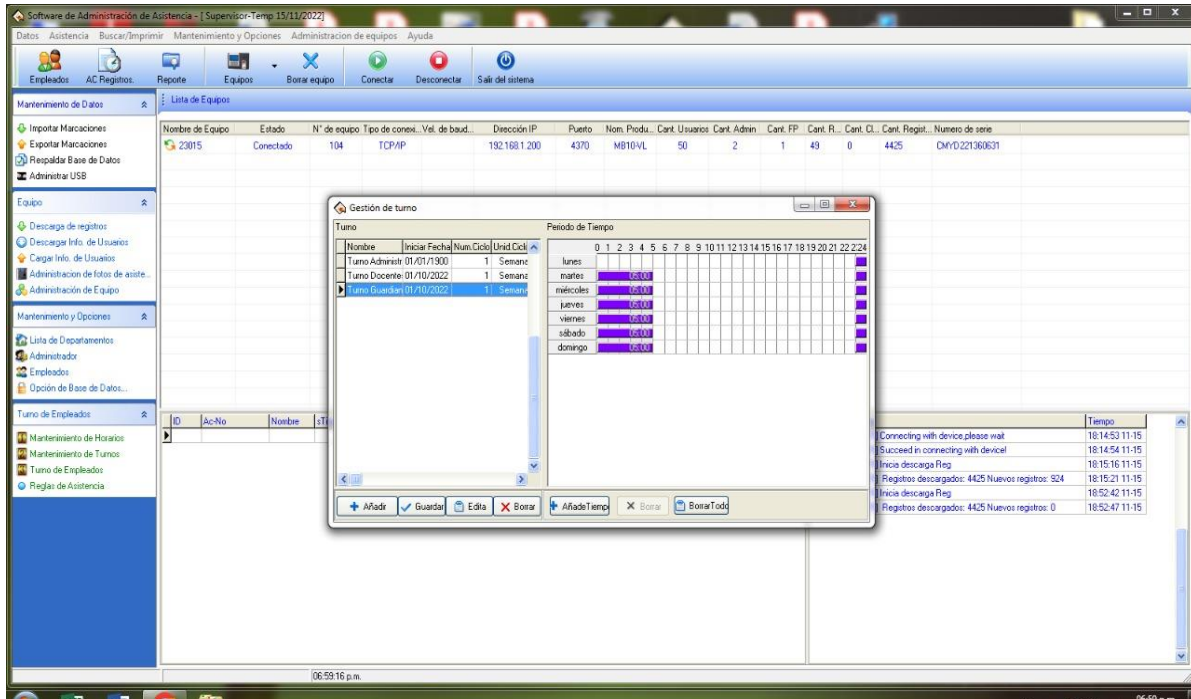 Software de Administración de Asistencia - [ Supervisor-Temp 15/11/2022]
Datos Asistencia Buscar/Imprimir Mantenimiento y Opciones Administracion de equipos Ayuda
Empleados AC Registros. Reporte Equipos Borrar equipo Conectar Desconectar Salir del sistema
Mantenimiento de Datos
Importar Marcaciones
Exportar Marcaciones
Respaldar Base de Datos
Administrar USB
Equipo
Descarga de registros
Descargar Info. de Usuarios
Cargar Info. de Usuarios
Administracion de fotos de asiste...
Administración de Equipo
Mantenimiento y Opciones
Lista de Departamentos
Administrador
Empleados
Opción de Base de Datos...
Turno de Empleados
Mantenimiento de Horarios
Mantenimiento de Turnos
Turno de Empleados
Reglas de Asistencia
Lista de Equipos
Nombre de Equipo Estado N° de equipo Tipo de conexi... Vel. de baud... Dirección IP Puerto Nom. Produ... Cant. Usuarios Cant. Admin Cant. FP Cant. R... Cant. Cl... Cant. Regist... Numero de serie
23015 Conectado 104 TCP/IP 192.168.1.200 4370 MB10-VL 50 2 1 49 0 4425 CMYD221360631
Gestión de turno
Turno
Nombre Iniciar Fecha Num.Ciclo Unid.Cicl
Turno Administr 01/01/1900 1 Semana
Turno Docente 01/10/2022 1 Semana
Turno Guardian 01/10/2022 1 Semana
Periodo de Tiempo
0 1 2 3 4 5 6 7 8 9 10 11 12 13 14 15 16 17 18 19 20 21 22 2:24
lunes
martes 05:00
miércoles 05:00
jueves 05:00
viernes 05:00
sábado 05:00
domingo 05:00
Añadir Guardar Edita Borrar AñadeTiemp Borrar BorrarTodo
ID Ac-No Nombre sTi
Tiempo
Connecting with device,please wait 18:14:53 11-15
Succeed in connecting with device! 18:14:54 11-15
Inicia descarga Reg 18:15:16 11-15
Registros descargados: 4425 Nuevos registros: 924 18:15:21 11-15
Inicia descarga Reg 18:52:42 11-15
Registros descargados: 4425 Nuevos registros: 0 18:52:47 11-15
06:59:16 p.m.
06:59 p.m.